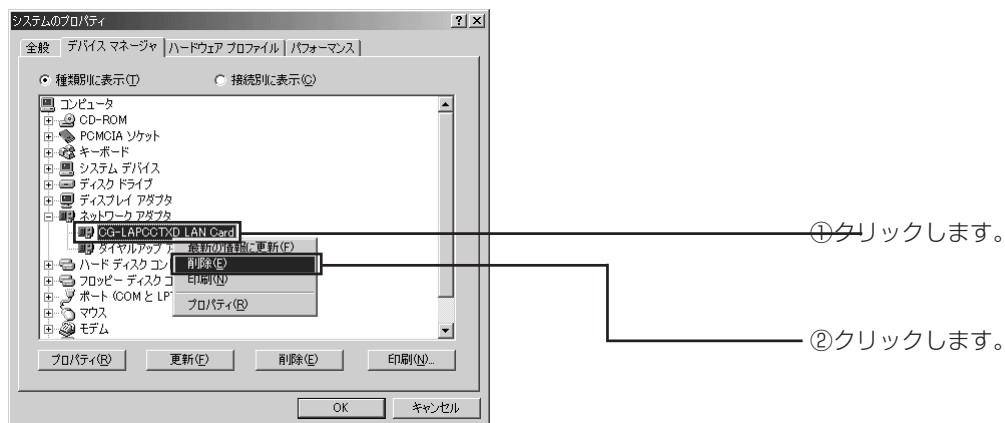 システムのプロパティ
全般 デバイス マネージャ ハードウェア プロファイル パフォーマンス
種類別に表示(T) 接続別に表示(C)
コンピュータ
CD-ROM
PCMCIA ソケット
キーボード
システム デバイス
ディスク ドライブ
ディスプレイ アダプタ
ネットワーク アダプタ
CG-LAPCCTXD LAN Card
①クリックします。
ダイヤルアップ ア
最新の情報に更新(F)
ハード ディスク コン
削除(E)
フロッピー ディスク コ
印刷(N)
ポート (COM と LP
プロパティ(R)
マウス
モデム
②クリックします。
プロパティ(R) 更新(F) 削除(E) 印刷(N)...
OK キャンセル